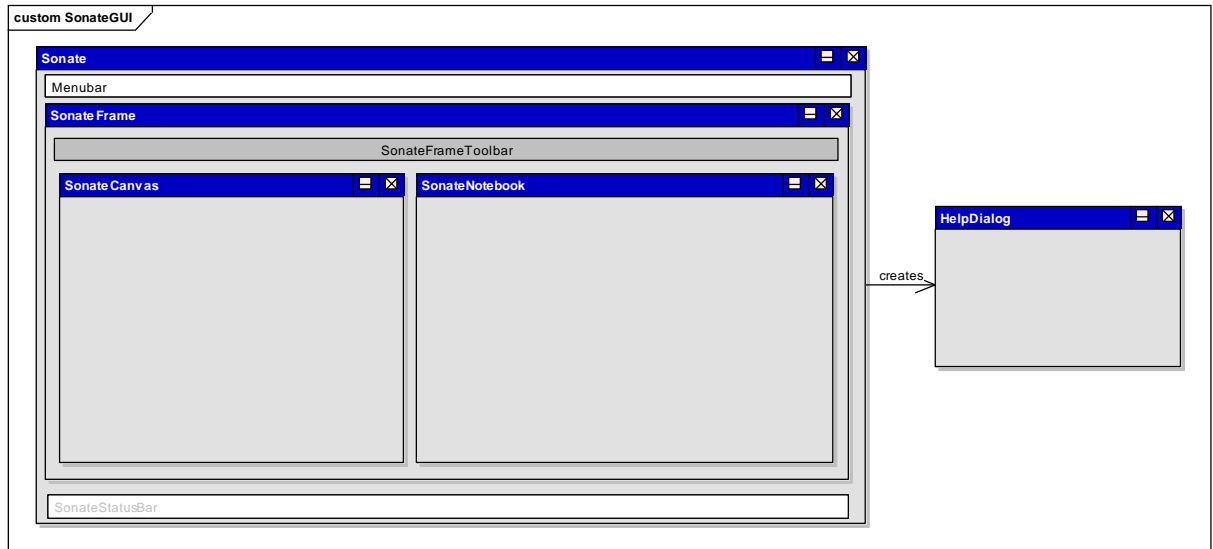 custom SonateGUI
Sonate
Menubar
SonateFrame
SonateFrameToolbar
SonateCanvas
SonateNotebook
HelpDialog
creates
SonateStatusBar